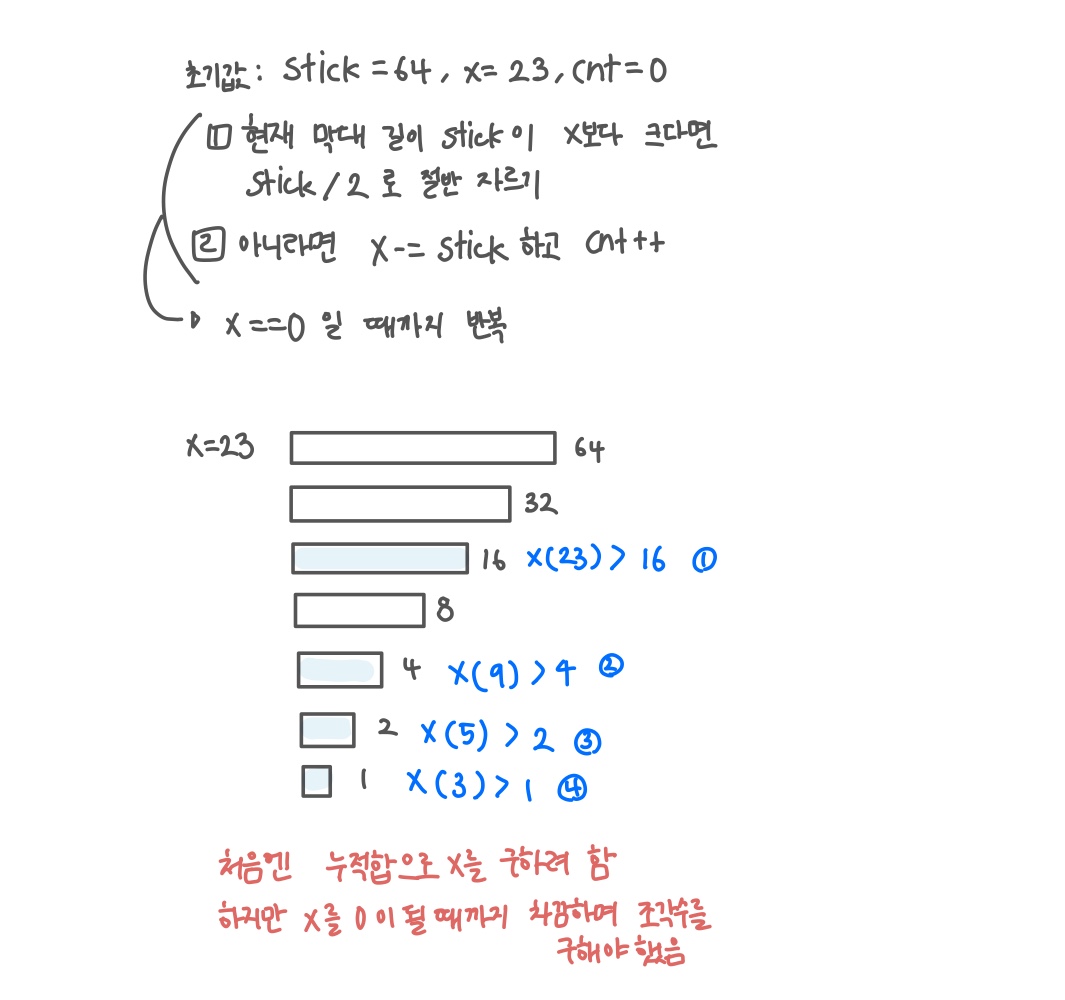 초기값: stick = 64, x = 23, cnt = 0
① 현재 막대 길이 stick이 x보다 크다면
stick / 2 로 절반 자르기
② 아니라면 x -= stick 하고 cnt++
x == 0 일 때까지 반복
x=23 64
32
16 x(23) > 16 ①
8
4 x(9) > 4 ②
2 x(5) > 2 ③
1 x(3) > 1 ④
처음엔 누적합으로 x를 구하려 함
하지만 x를 0이 될 때까지 차감하며 조각수를
구해야 했음